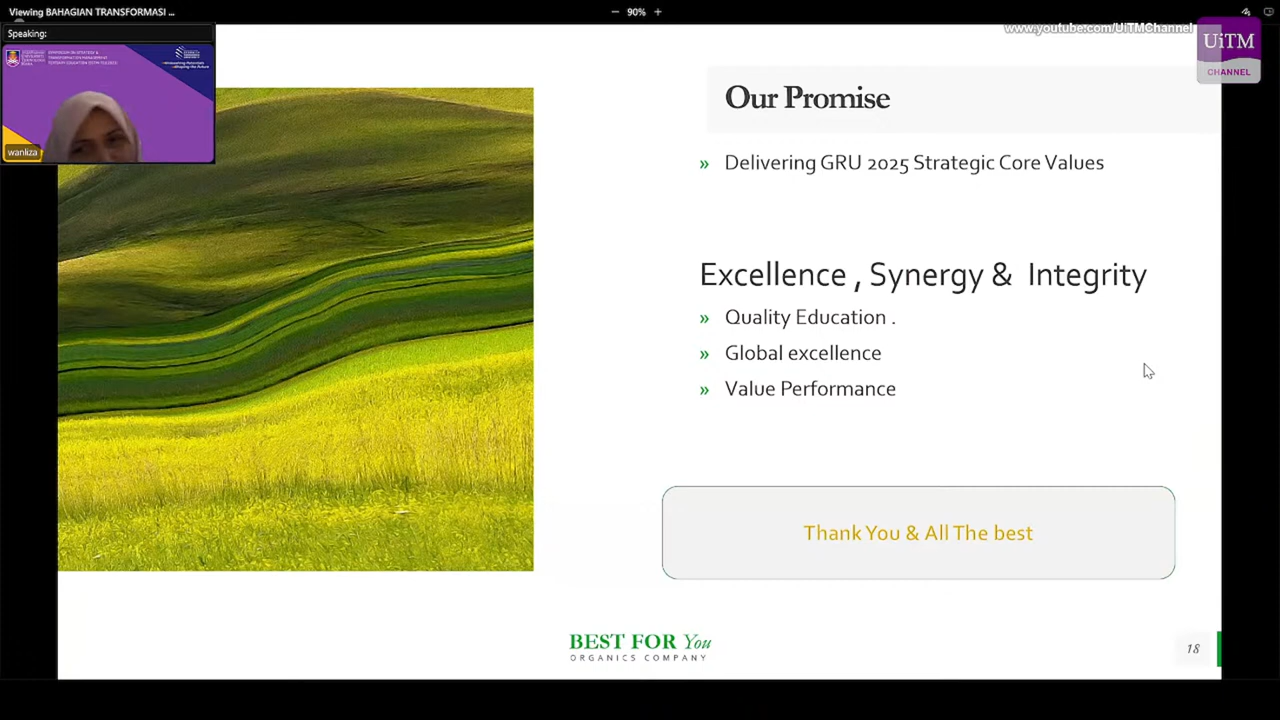 Viewing BAHAGIAN TRANSFORMASI ...
90%
Speaking:
wanliza
www.youtube.com/UiTMChannel
UiTM
CHANNEL
Our Promise
» Delivering GRU 2025 Strategic Core Values
Excellence , Synergy & Integrity
» Quality Education .
» Global excellence
» Value Performance
Thank You & All The best
BEST FOR You
ORGANICS COMPANY
18